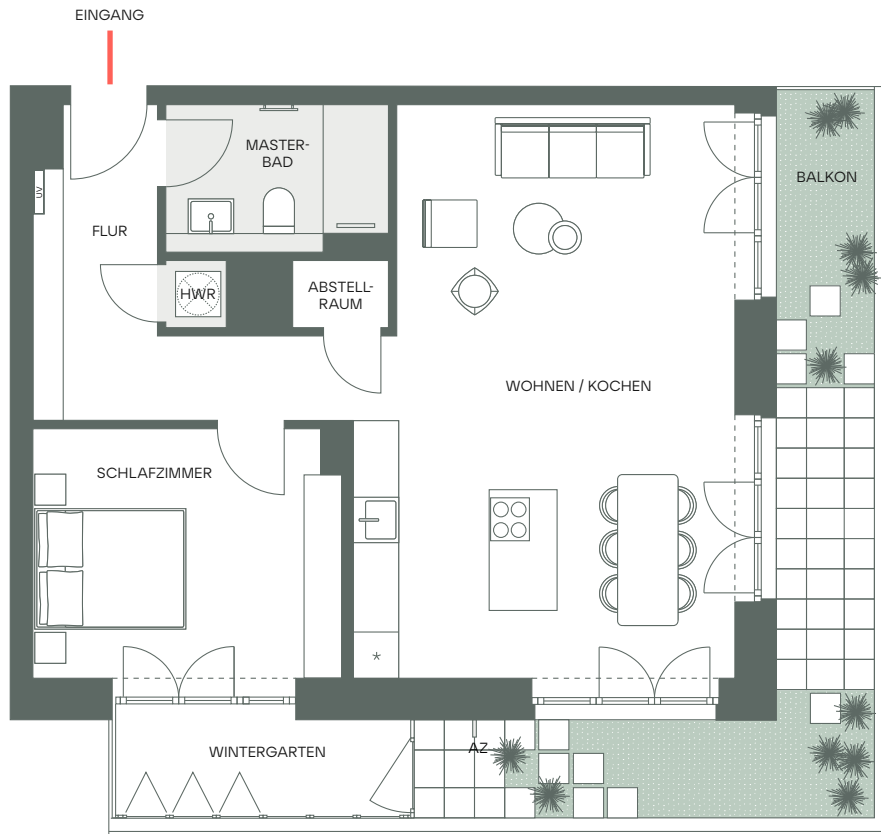 EINGANG
MASTER-
BAD
BALKON
UV
FLUR
HWR
ABSTELL-
RAUM
WOHNEN / KOCHEN
SCHLAFZIMMER
*
WINTERGARTEN
AZ